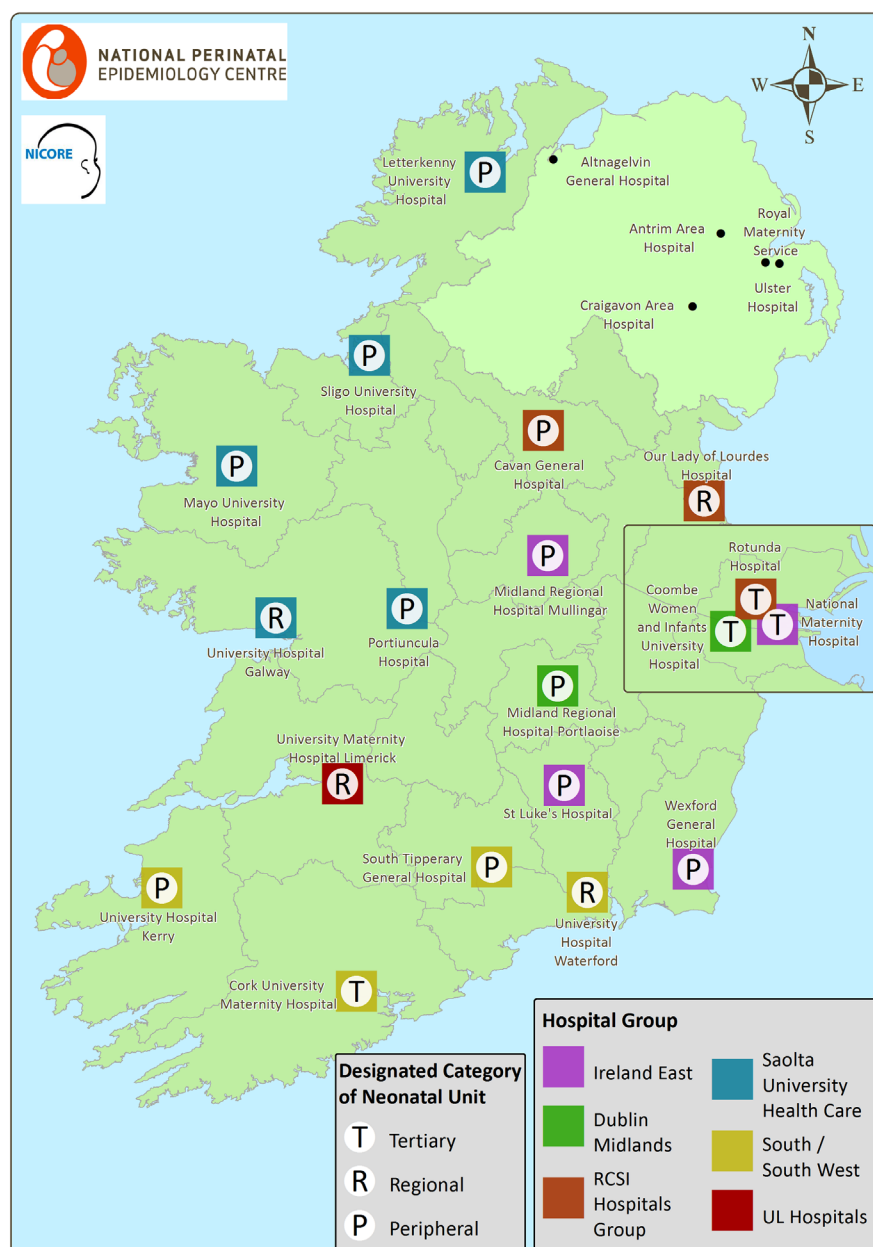 NATIONAL PERINATAL
EPIDEMIOLOGY CENTRE
N
W
E
S
NICORE
Letterkenny
University
Hospital
P
Altnagelvin
General Hospital
Royal
Maternity
Service
Antrim Area
Hospital
Ulster
Hospital
Craigavon Area
Hospital
P
Sligo University
Hospital
P
Cavan General
Hospital
Our Lady of Lourdes
Hospital
R
P
Mayo University
Hospital
P
Midland Regional
Hospital Mullingar
Rotunda
Hospital
T
Coombe
Women
and Infants
University
Hospital
T
T
National
Maternity
Hospital
R
University Hospital
Galway
P
Portiuncula
Hospital
P
Midland Regional
Hospital Portlaoise
University Maternity
Hospital Limerick
R
P
St Luke's Hospital
Wexford
General
Hospital
P
South Tipperary
General Hospital
P
P
University Hospital
Kerry
R
University
Hospital
Waterford
Cork University
Maternity Hospital
T
Designated Category
of Neonatal Unit
T Tertiary
R Regional
P Peripheral
Hospital Group
Ireland East
Dublin
Midlands
RCSI
Hospitals
Group
Saolta
University
Health Care
South /
South West
UL Hospitals